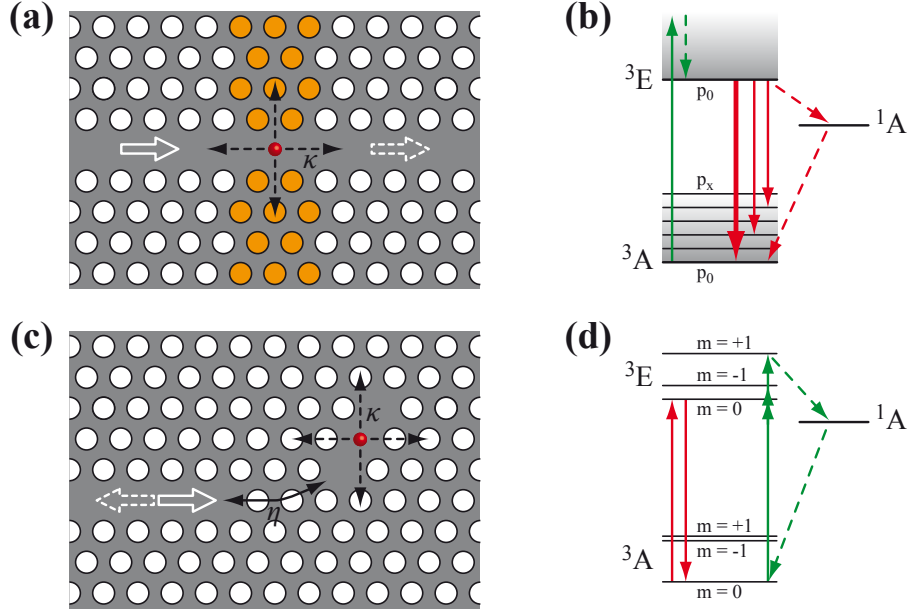 (a)
κ
(b)
³E
p₀
¹A
pₓ
³A
p₀
(c)
κ
η
(d)
m = +1
³E
m = -1
m = 0
¹A
m = +1
³A
m = -1
m = 0